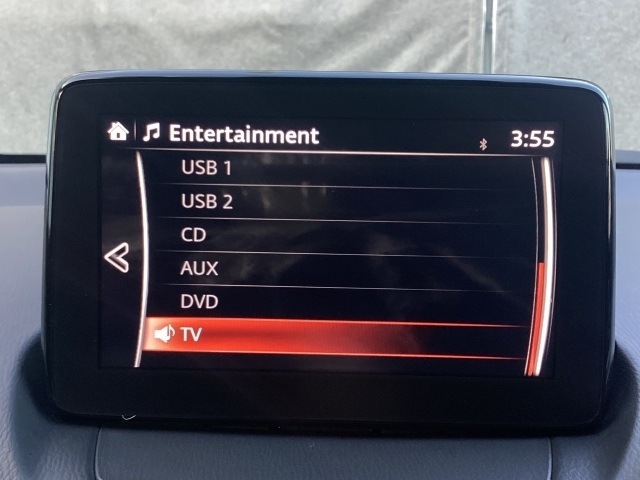 Entertainment 3:55
USB 1
USB 2
CD
AUX
DVD
TV